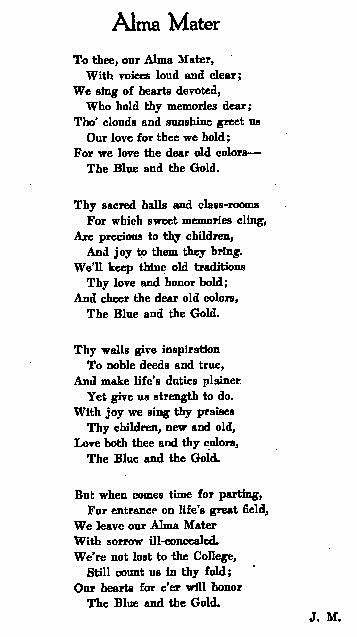 Alma Mater
To thee, our Alma Mater,
With voices loud and clear;
We sing of hearts devoted,
Who hold thy memories dear;
Tho' clouds and sunshine greet us
Our love for thee we hold;
For we love the dear old colors—
The Blue and the Gold.
Thy sacred halls and class-rooms
For which sweet memories cling,
Are precious to thy children,
And joy to them they bring.
We'll keep thine old traditions
Thy love and honor bold;
And cheer the dear old colors,
The Blue and the Gold.
Thy walls give inspiration
To noble deeds and true,
And make life's duties plainer
Yet give us strength to do.
With joy we sing thy praises
Thy children, new and old,
Love both thee and thy colors,
The Blue and the Gold.
But when comes time for parting,
For entrance on life's great field,
We leave our Alma Mater
With sorrow ill-concealed.
We're not lost to the College,
Still count us in thy fold;
Our hearts for e'er will honor
The Blue and the Gold.
J. M.